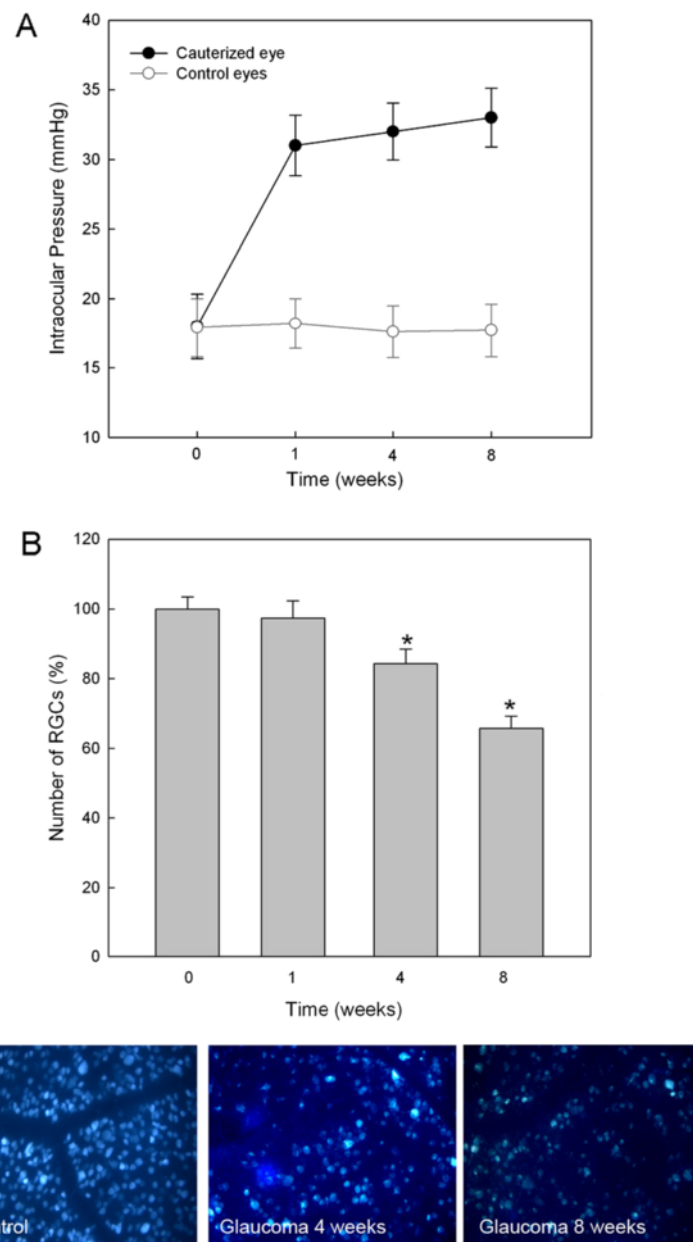 A
40
35
30
25
20
15
10
Intraocular Pressure (mmHg)
Cauterized eye
Control eyes
0 1 4 8
Time (weeks)
B
120
100
80
60
40
20
0
Number of RGCs (%)
*
*
0 1 4 8
Time (weeks)
trol
Glaucoma 4 weeks
Glaucoma 8 weeks